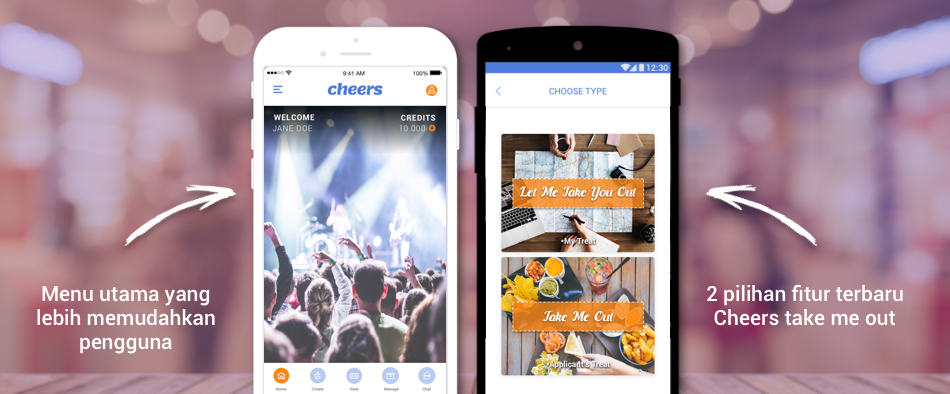 9:41 AM
100%
cheers
WELCOME
JANE DOE
CREDITS
10.000
Home
Create
View
Manage
Chat
12:30
CHOOSE TYPE
Let Me Take You Out
•My Treat
Take Me Out
•Applicant's Treat
Menu utama yang
lebih memudahkan
pengguna
2 pilihan fitur terbaru
Cheers take me out